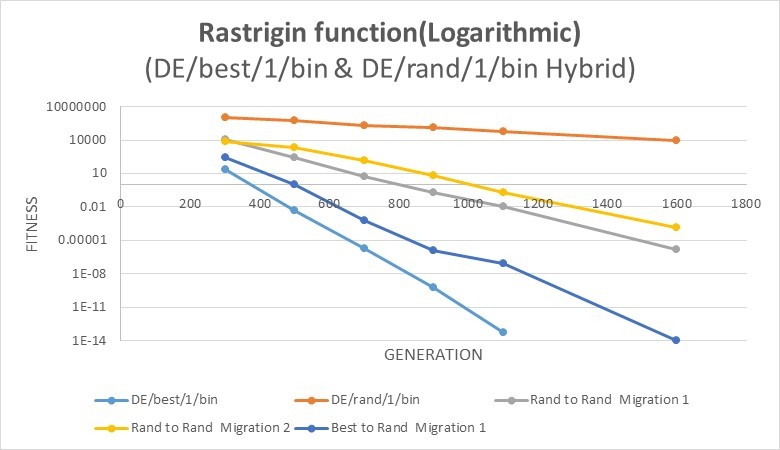 Rastrigin function(Logarithmic)
(DE/best/1/bin & DE/rand/1/bin Hybrid)
10000000
10000
10
0.01
0.00001
1E-08
1E-11
1E-14
0 200 400 600 800 1000 1200 1400 1600 1800
FITNESS
GENERATION
DE/best/1/bin DE/rand/1/bin Rand to Rand Migration 1
Rand to Rand Migration 2 Best to Rand Migration 1